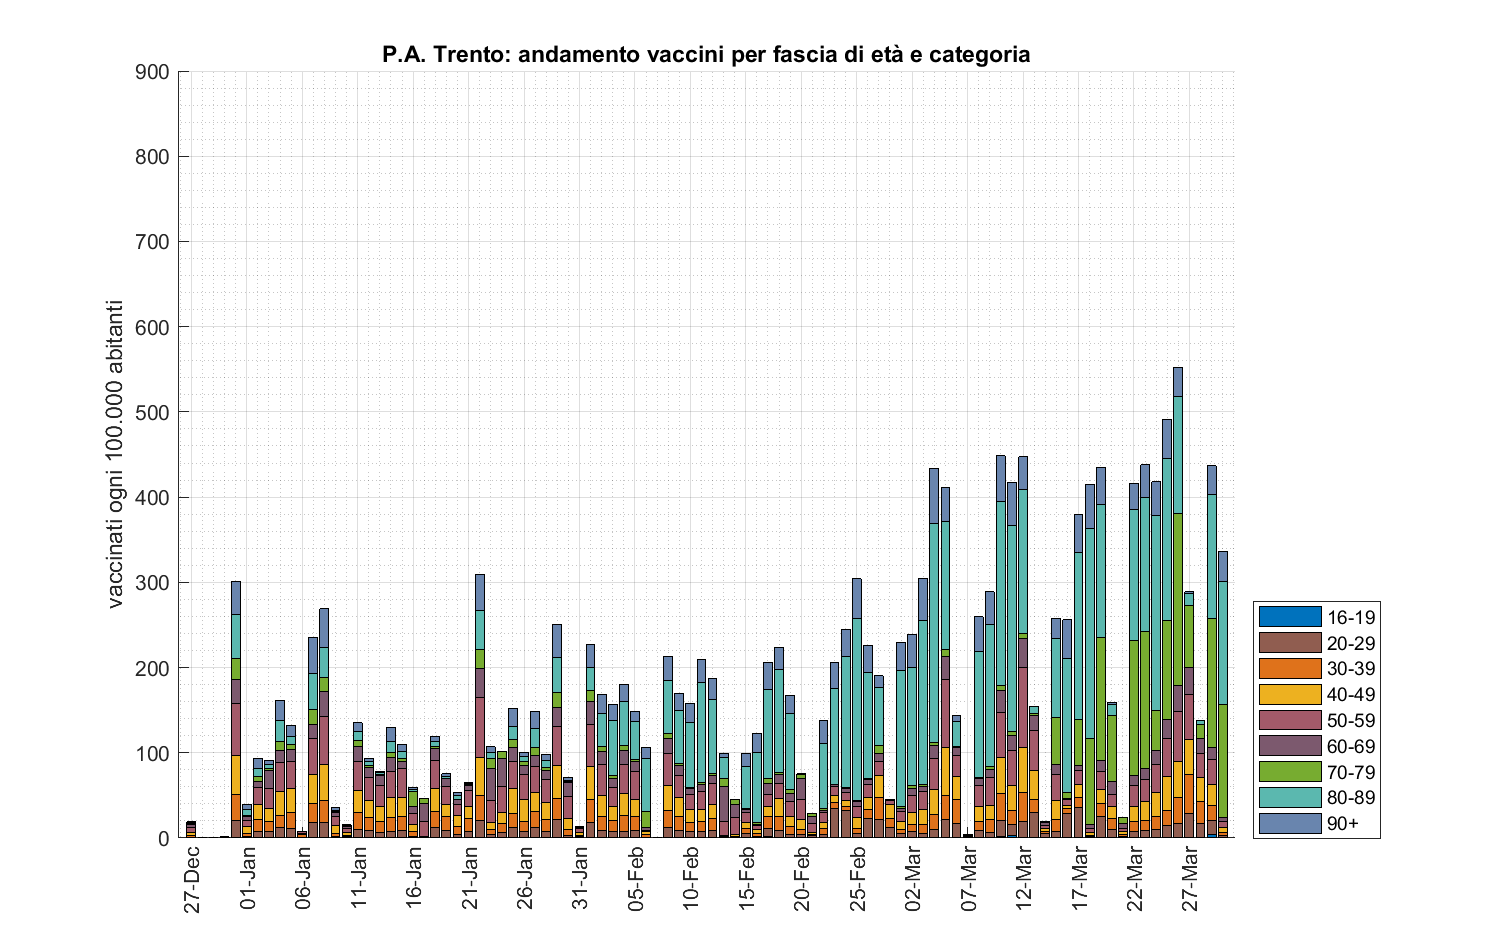 P.A. Trento: andamento vaccini per fascia di età e categoria
vaccinati ogni 100.000 abitanti
900
800
700
600
500
400
300
200
100
0
27-Dec
01-Jan
06-Jan
11-Jan
16-Jan
21-Jan
26-Jan
31-Jan
05-Feb
10-Feb
15-Feb
20-Feb
25-Feb
02-Mar
07-Mar
12-Mar
17-Mar
22-Mar
27-Mar
16-19
20-29
30-39
40-49
50-59
60-69
70-79
80-89
90+